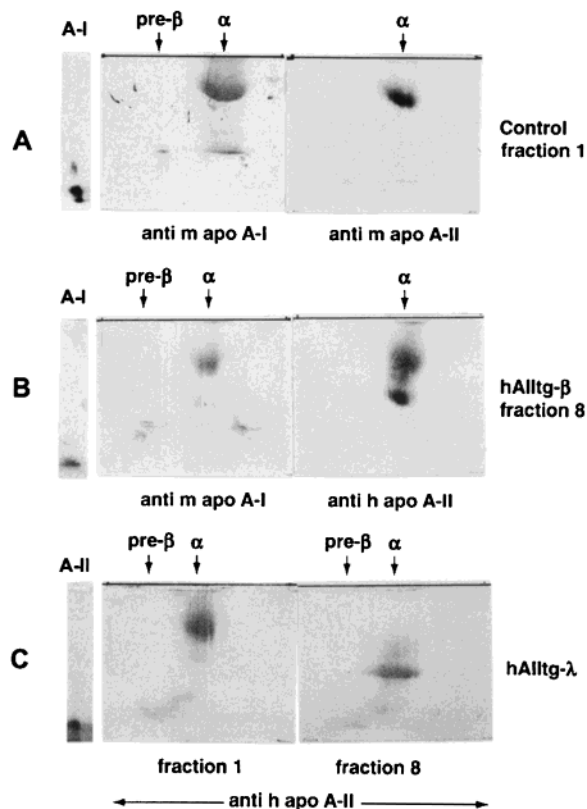 pre-β α α
A-I
A
Control
fraction 1
anti m apo A-I anti m apo A-II
pre-β α α
A-I
B
hAIItg-β
fraction 8
anti m apo A-I anti h apo A-II
pre-β α pre-β α
A-II
C
hAIItg-λ
fraction 1 fraction 8
anti h apo A-II